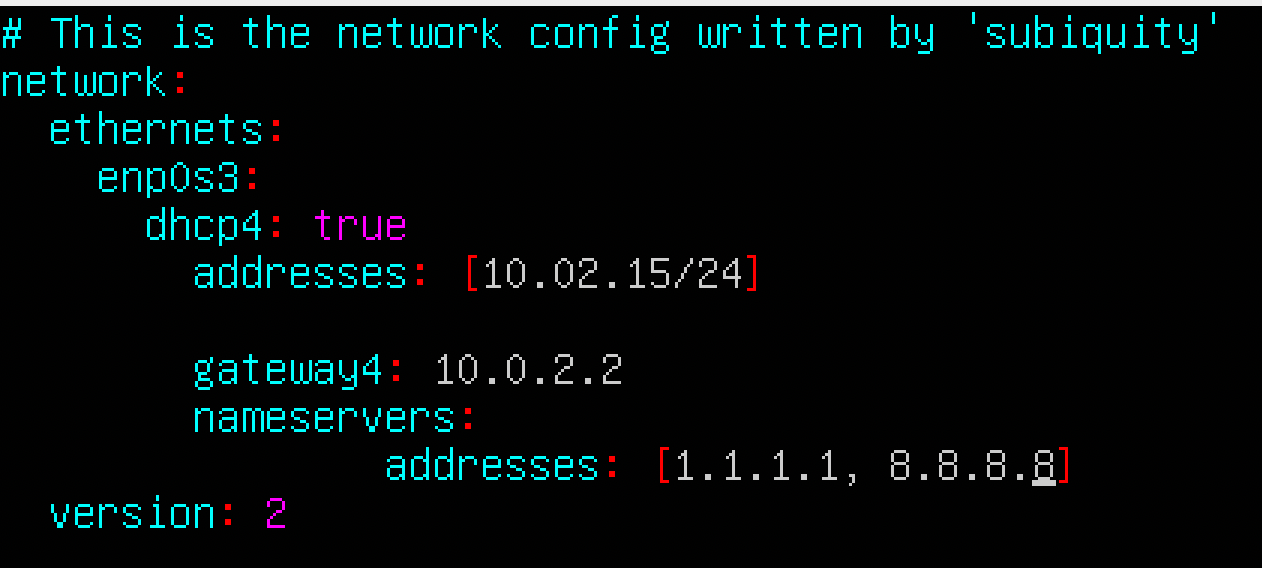 # This is the network config written by 'subiquity'
network:
  ethernets:
    enp0s3:
      dhcp4: true
        addresses: [10.02.15/24]

        gateway4: 10.0.2.2
        nameservers:
                addresses: [1.1.1.1, 8.8.8.8]
  version: 2